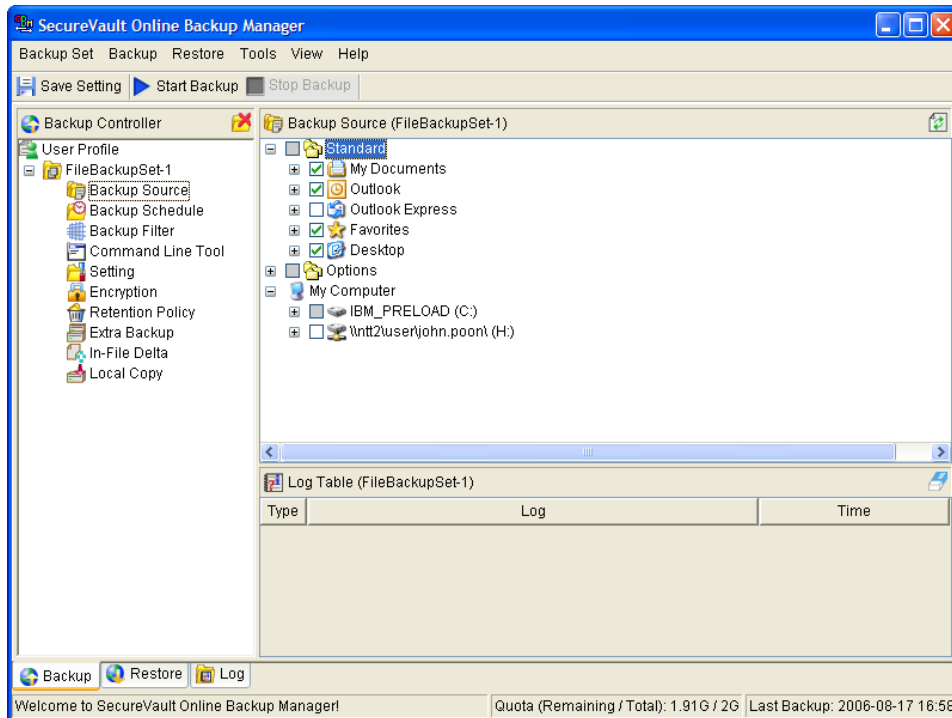 SecureVault Online Backup Manager
Backup Set Backup Restore Tools View Help
Save Setting Start Backup Stop Backup
Backup Controller
User Profile
FileBackupSet-1
Backup Source
Backup Schedule
Backup Filter
Command Line Tool
Setting
Encryption
Retention Policy
Extra Backup
In-File Delta
Local Copy
Backup Source (FileBackupSet-1)
Standard
My Documents
Outlook
Outlook Express
Favorites
Desktop
Options
My Computer
IBM_PRELOAD (C:)
\\ntt2\user\john.poon\ (H:)
Log Table (FileBackupSet-1)
Type Log Time
Backup Restore Log
Welcome to SecureVault Online Backup Manager! Quota (Remaining / Total): 1.91G / 2G Last Backup: 2006-08-17 16:56